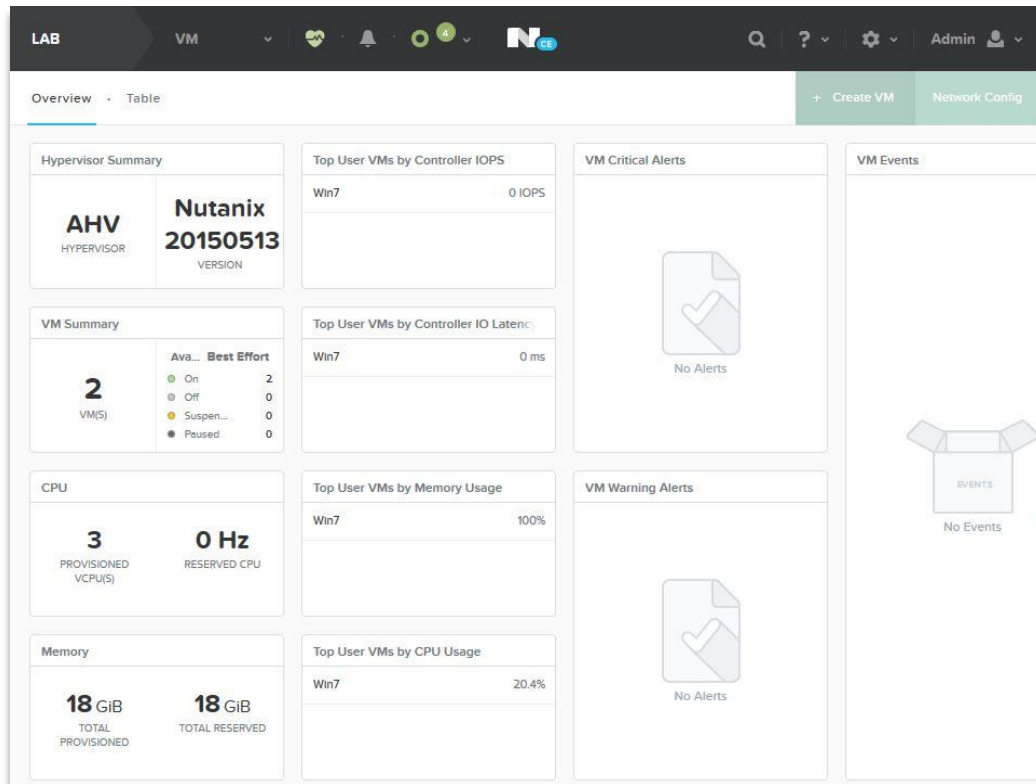 LAB
VM
4
N
CE
?
Admin
Overview · Table
+ Create VM
Network Config
Hypervisor Summary
AHV
HYPERVISOR
Nutanix
20150513
VERSION
Top User VMs by Controller IOPS
Win7 0 IOPS
VM Critical Alerts
No Alerts
VM Events
EVENTS
No Events
VM Summary
2
VM(S)
Ava... Best Effort
On 2
Off 0
Suspen... 0
Paused 0
Top User VMs by Controller IO Latency
Win7 0 ms
CPU
3
PROVISIONED
VCPU(S)
0 Hz
RESERVED CPU
Top User VMs by Memory Usage
Win7 100%
VM Warning Alerts
No Alerts
Memory
18 GiB
TOTAL
PROVISIONED
18 GiB
TOTAL RESERVED
Top User VMs by CPU Usage
Win7 20.4%